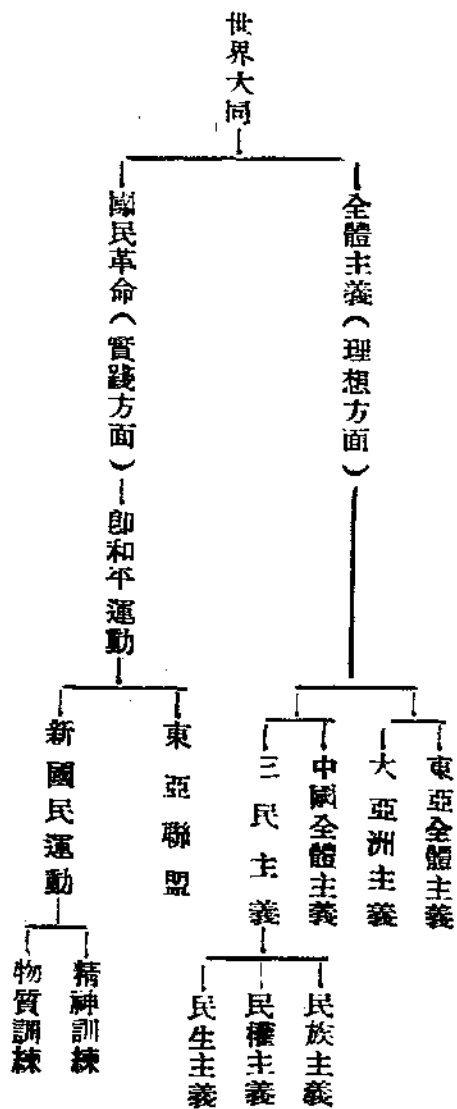 世界大同
全體主義(理想方面)
東亞全體主義
大亞洲主義
中國全體主義
三民主義
民族主義
民權主義
民生主義
國民革命(實踐方面)
即和平運動
東亞聯盟
新國民運動
精神訓練
物質訓練